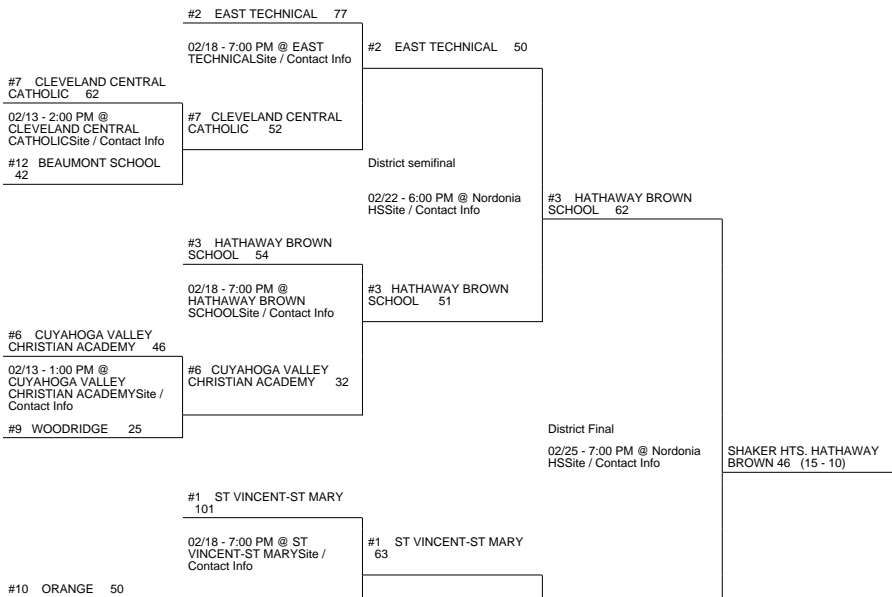 #2 EAST TECHNICAL 77
02/18 - 7:00 PM @ EAST
TECHNICALSite / Contact Info
#2 EAST TECHNICAL 50
#7 CLEVELAND CENTRAL
CATHOLIC 62
02/13 - 2:00 PM @
CLEVELAND CENTRAL
CATHOLICSite / Contact Info
#7 CLEVELAND CENTRAL
CATHOLIC 52
#12 BEAUMONT SCHOOL
42
District semifinal
02/22 - 6:00 PM @ Nordonia
HSSite / Contact Info
#3 HATHAWAY BROWN
SCHOOL 62
#3 HATHAWAY BROWN
SCHOOL 54
02/18 - 7:00 PM @
HATHAWAY BROWN
SCHOOLSite / Contact Info
#3 HATHAWAY BROWN
SCHOOL 51
#6 CUYAHOGA VALLEY
CHRISTIAN ACADEMY 46
02/13 - 1:00 PM @
CUYAHOGA VALLEY
CHRISTIAN ACADEMYSite /
Contact Info
#6 CUYAHOGA VALLEY
CHRISTIAN ACADEMY 32
#9 WOODRIDGE 25
District Final
02/25 - 7:00 PM @ Nordonia
HSSite / Contact Info
SHAKER HTS. HATHAWAY
BROWN 46 (15 - 10)
#1 ST VINCENT-ST MARY
101
02/18 - 7:00 PM @ ST
VINCENT-ST MARYSite /
Contact Info
#1 ST VINCENT-ST MARY
63
#10 ORANGE 50